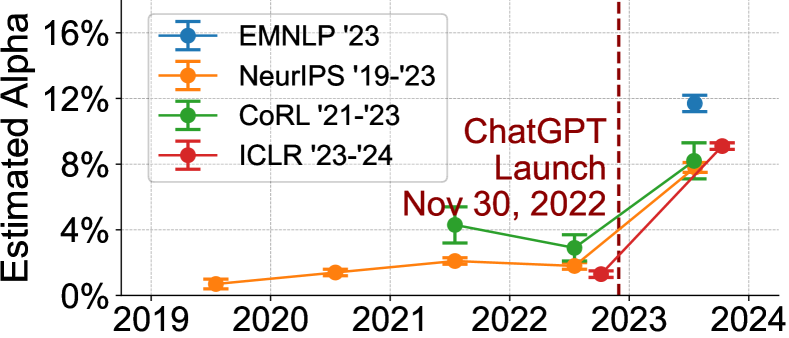 Estimated Alpha
16%
12%
8%
4%
0%
EMNLP '23
NeurIPS '19-'23
CoRL '21-'23
ICLR '23-'24
ChatGPT
Launch
Nov 30, 2022
2019 2020 2021 2022 2023 2024